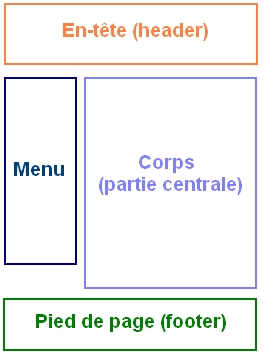 En-tête (header)
Menu
Corps
(partie centrale)
Pied de page (footer)